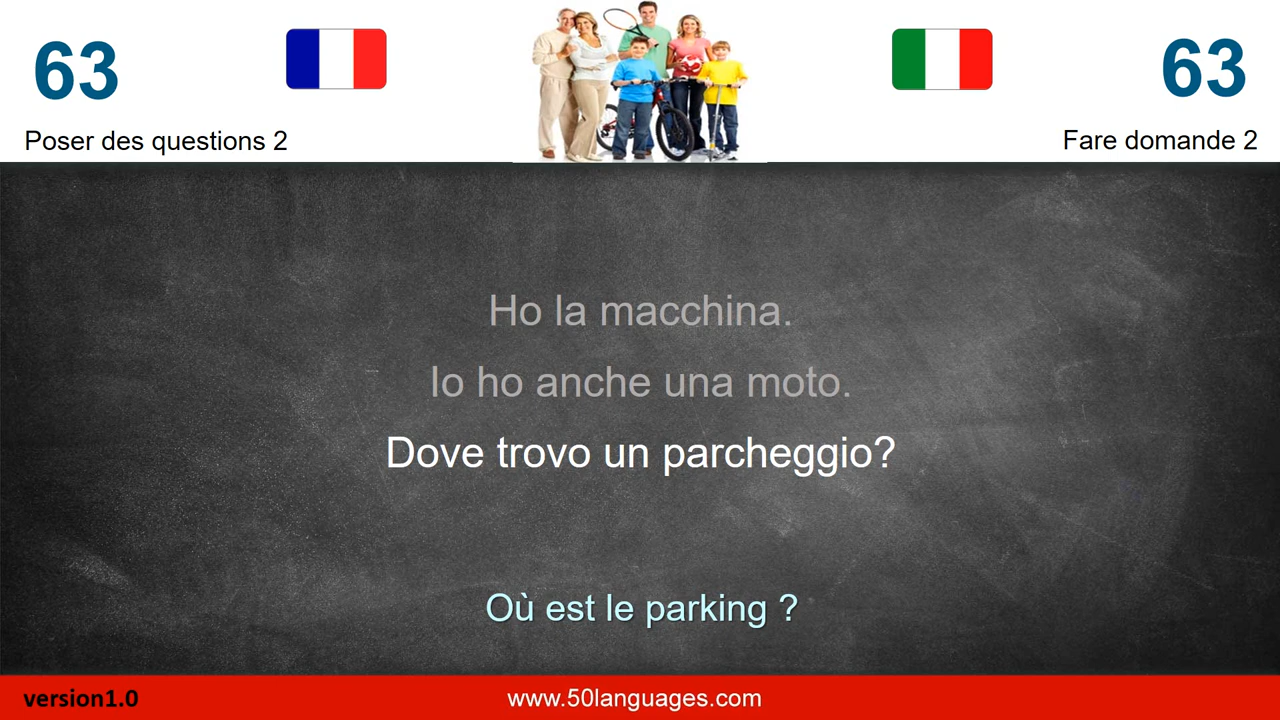 63
63
Poser des questions 2
Fare domande 2
Ho la macchina.
Io ho anche una moto.
Dove trovo un parcheggio?
Où est le parking ?
version1.0
www.50languages.com